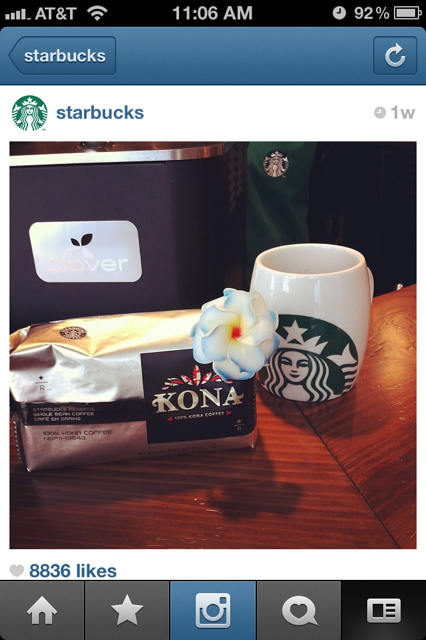 AT&T 11:06 AM 92%
starbucks
starbucks 1w
clover
R
STARBUCKS RESERVE
WHOLE BEAN COFFEE
CAFÉ EN GRAINS
100% KONA COFFEE
KONA
100% KONA COFFEE
R
8836 likes